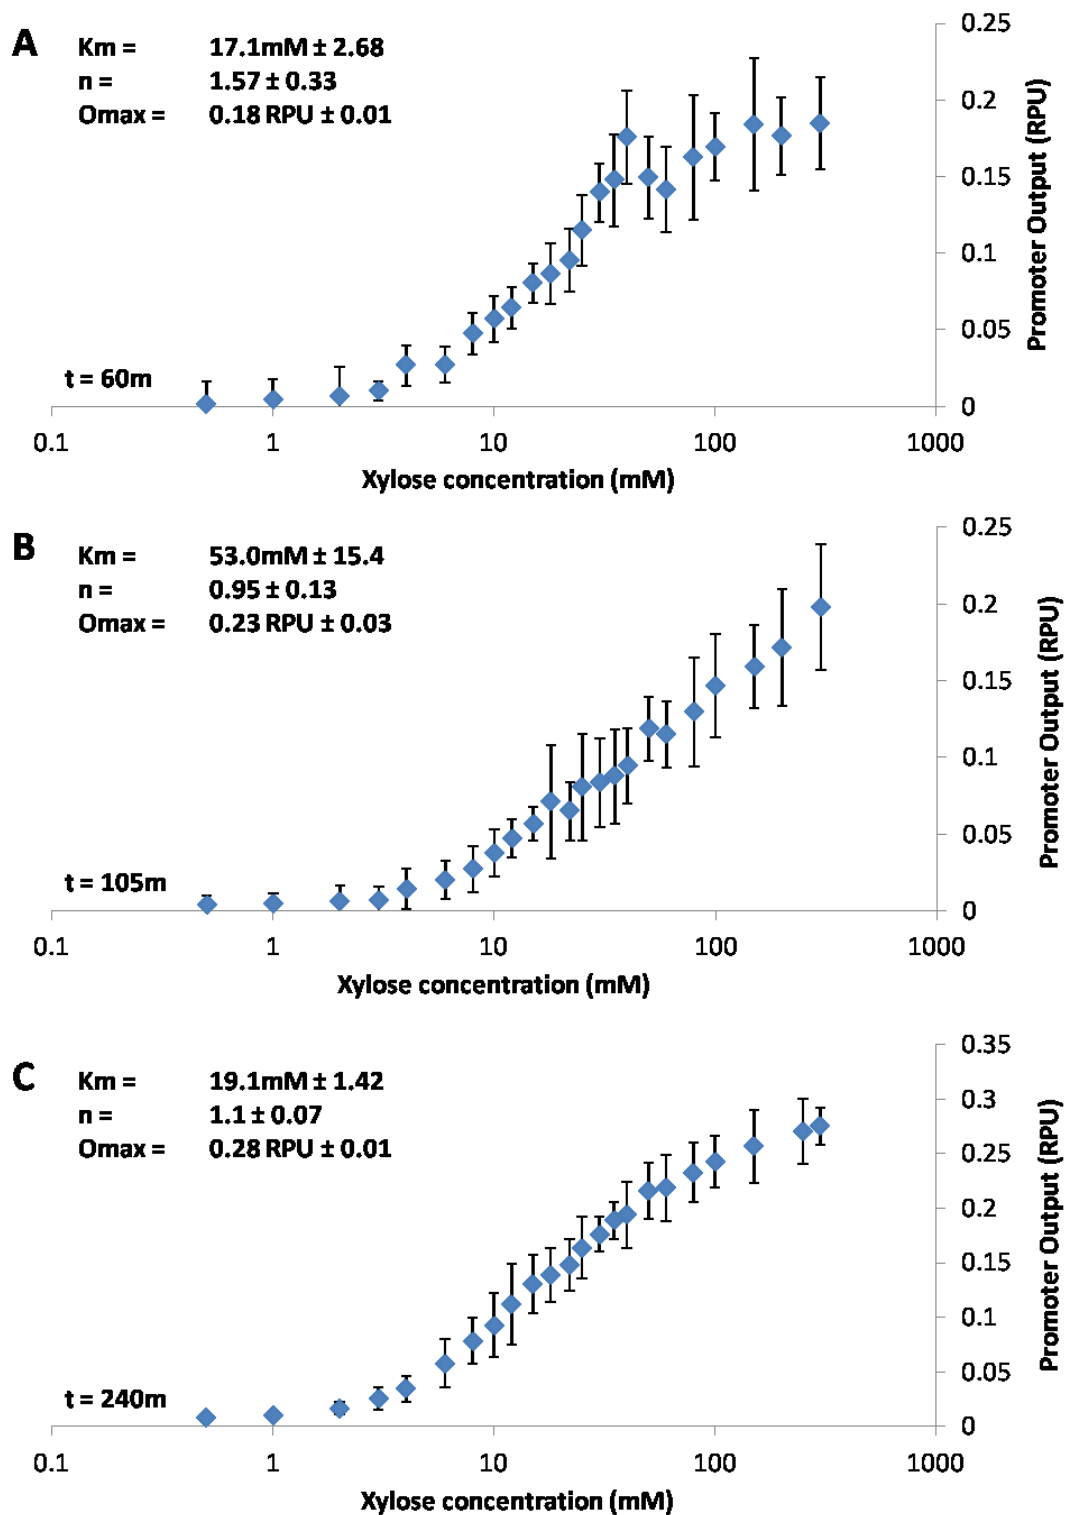 A
Km = 17.1mM ± 2.68
n = 1.57 ± 0.33
Omax = 0.18 RPU ± 0.01
t = 60m
0.25
0.2
0.15
0.1
0.05
0
Promoter Output (RPU)
0.1 1 10 100 1000
Xylose concentration (mM)
B
Km = 53.0mM ± 15.4
n = 0.95 ± 0.13
Omax = 0.23 RPU ± 0.03
t = 105m
0.25
0.2
0.15
0.1
0.05
0
Promoter Output (RPU)
0.1 1 10 100 1000
Xylose concentration (mM)
C
Km = 19.1mM ± 1.42
n = 1.1 ± 0.07
Omax = 0.28 RPU ± 0.01
t = 240m
0.35
0.3
0.25
0.2
0.15
0.1
0.05
0
Promoter Output (RPU)
0.1 1 10 100 1000
Xylose concentration (mM)